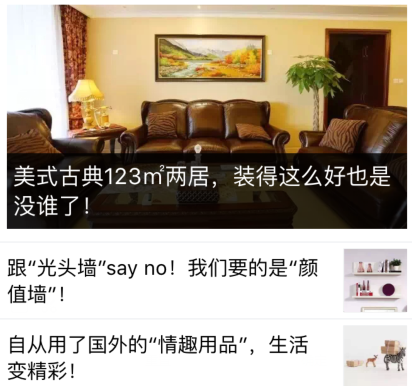 美式古典123㎡两居，装得这么好也是
没谁了！
跟“光头墙”say no！我们要的是“颜
值墙”！
自从用了国外的“情趣用品”，生活
变精彩！